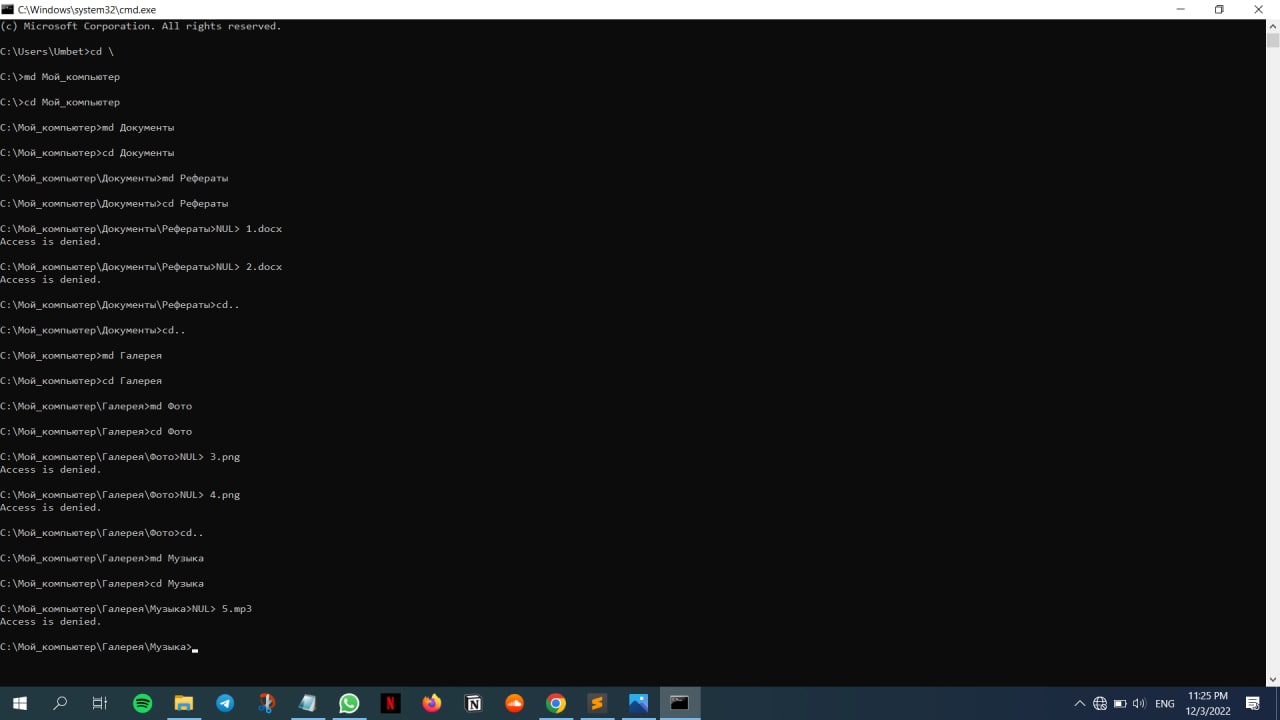 C:\Windows\system32\cmd.exe
(c) Microsoft Corporation. All rights reserved.
C:\Users\Umbet>cd \
C:\>md Мой_компьютер
C:\>cd Мой_компьютер
C:\Мой_компьютер>md Документы
C:\Мой_компьютер>cd Документы
C:\Мой_компьютер\Документы>md Рефераты
C:\Мой_компьютер\Документы>cd Рефераты
C:\Мой_компьютер\Документы\Рефераты>NUL> 1.docx
Access is denied.
C:\Мой_компьютер\Документы\Рефераты>NUL> 2.docx
Access is denied.
C:\Мой_компьютер\Документы\Рефераты>cd..
C:\Мой_компьютер\Документы>cd..
C:\Мой_компьютер>md Галерея
C:\Мой_компьютер>cd Галерея
C:\Мой_компьютер\Галерея>md Фото
C:\Мой_компьютер\Галерея>cd Фото
C:\Мой_компьютер\Галерея\Фото>NUL> 3.png
Access is denied.
C:\Мой_компьютер\Галерея\Фото>NUL> 4.png
Access is denied.
C:\Мой_компьютер\Галерея\Фото>cd..
C:\Мой_компьютер\Галерея>md Музыка
C:\Мой_компьютер\Галерея>cd Музыка
C:\Мой_компьютер\Галерея\Музыка>NUL> 5.mp3
Access is denied.
C:\Мой_компьютер\Галерея\Музыка>
ENG
11:25 PM
12/3/2022